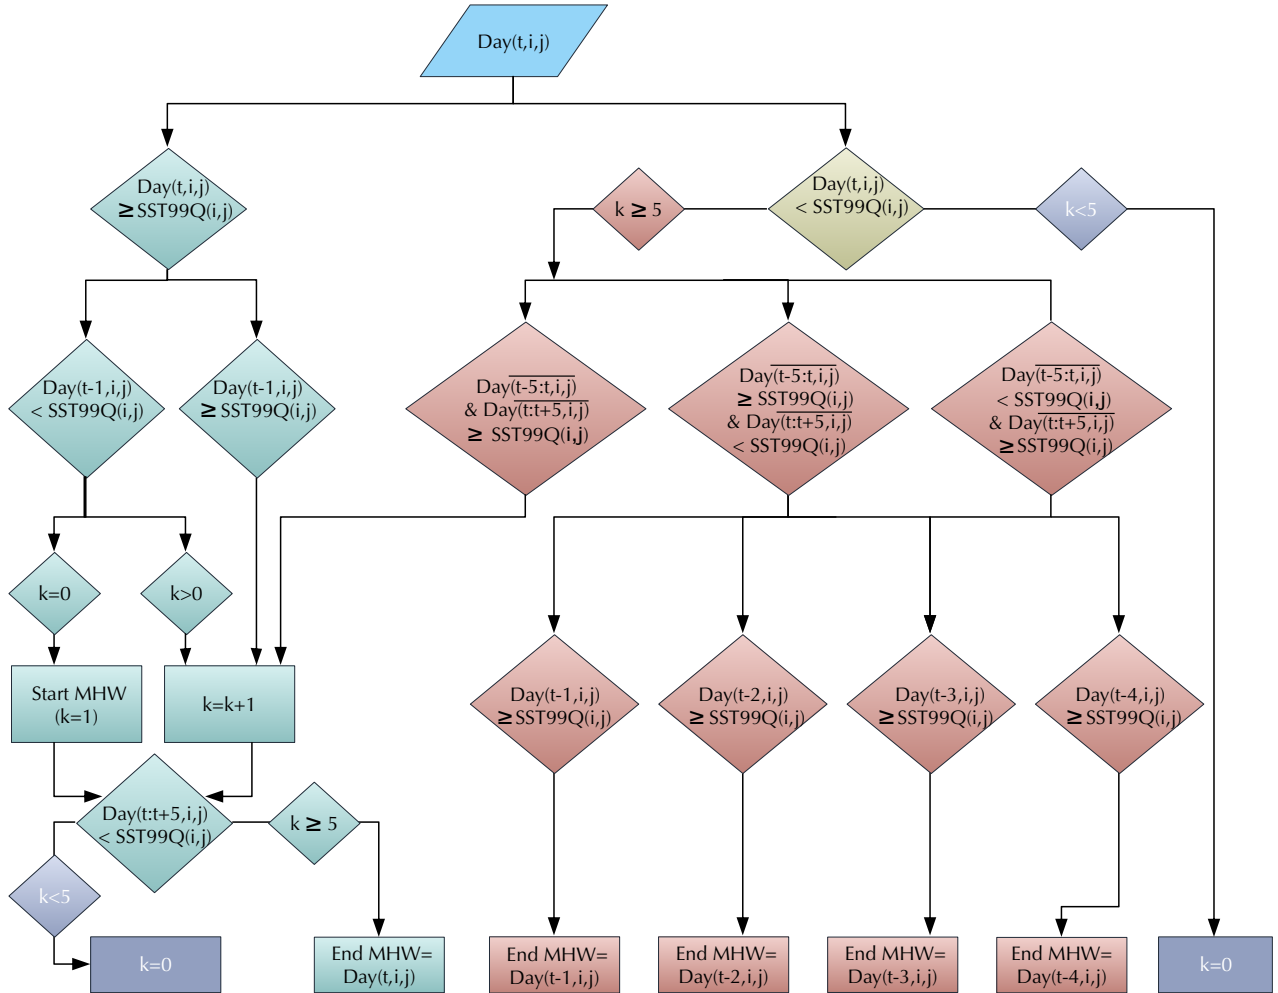 Day(t,i,j)
Day(t,i,j)
≥SST99Q(i,j)
k ≥ 5
Day(t,i,j)
< SST99Q(i,j)
k<5
Day(t-1,i,j)
< SST99Q(i,j)
Day(t-1,i,j)
≥SST99Q(i,j)
Day(t-5:t,i,j)
& Day(t:t+5,i,j)
≥ SST99Q(i,j)
Day(t-5:t,i,j)
≥ SST99Q(i,j)
& Day(t:t+5,i,j)
< SST99Q(i,j)
Day(t-5:t,i,j)
< SST99Q(i,j)
& Day(t:t+5,i,j)
≥SST99Q(i,j)
k=0
k>0
Start MHW
(k=1)
k=k+1
Day(t-1,i,j)
≥SST99Q(i,j)
Day(t-2,i,j)
≥SST99Q(i,j)
Day(t-3,i,j)
≥SST99Q(i,j)
Day(t-4,i,j)
≥SST99Q(i,j)
Day(t:t+5,i,j)
< SST99Q(i,j)
k ≥ 5
k<5
k=0
End MHW=
Day(t,i,j)
End MHW=
Day(t-1,i,j)
End MHW=
Day(t-2,i,j)
End MHW=
Day(t-3,i,j)
End MHW=
Day(t-4,i,j)
k=0